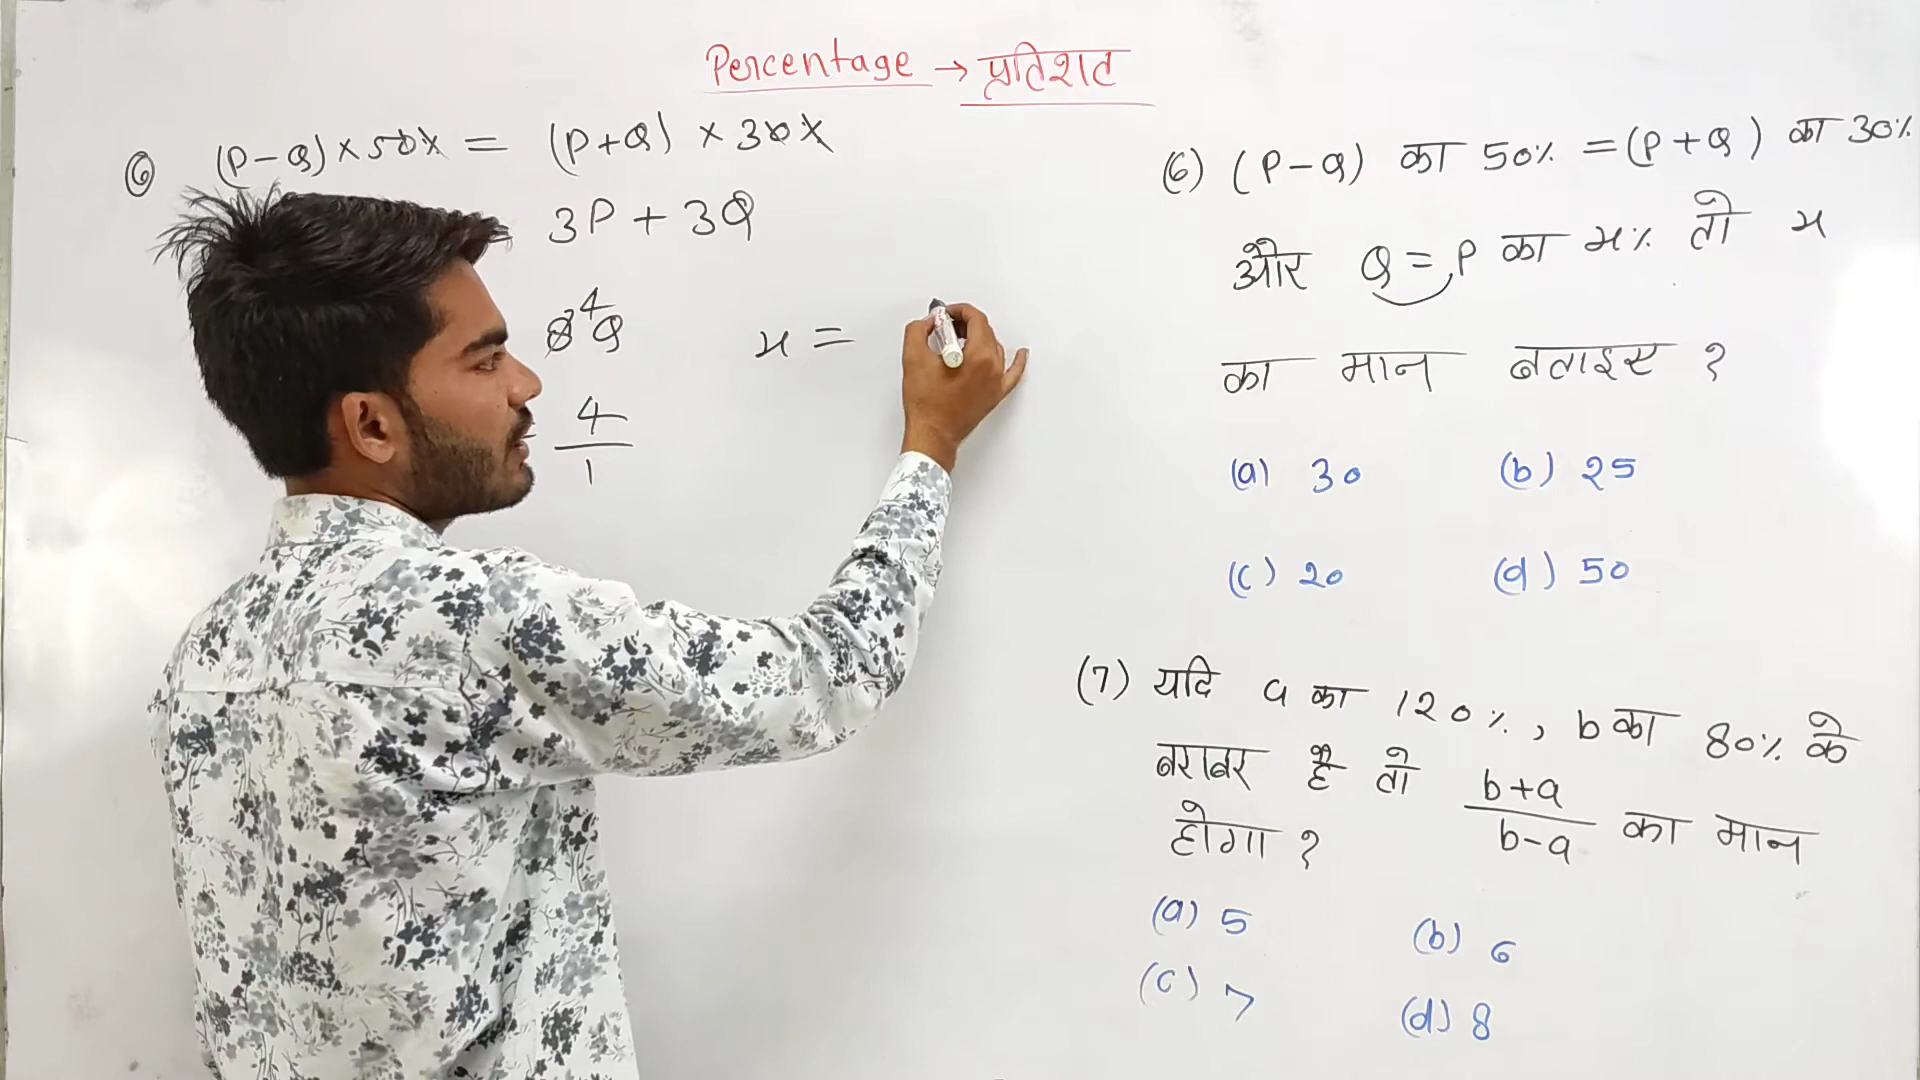 Percentage → प्रतिशत
⑥ (P-Q)×50% = (P+Q) × 30%
3P + 3Q
8 4 Q
x =
4
1
(6) (P-Q) का 50% = (P+Q) का 30%
और Q = P का x% तो x
का मान बताइए ?
(a) 30 (b) 25
(c) 20 (d) 50
(7) यदि a का 120%, b का 80% के
बराबर है तो b+a / b-a का मान
होगा ?
(a) 5 (b) 6
(c) 7 (d) 8